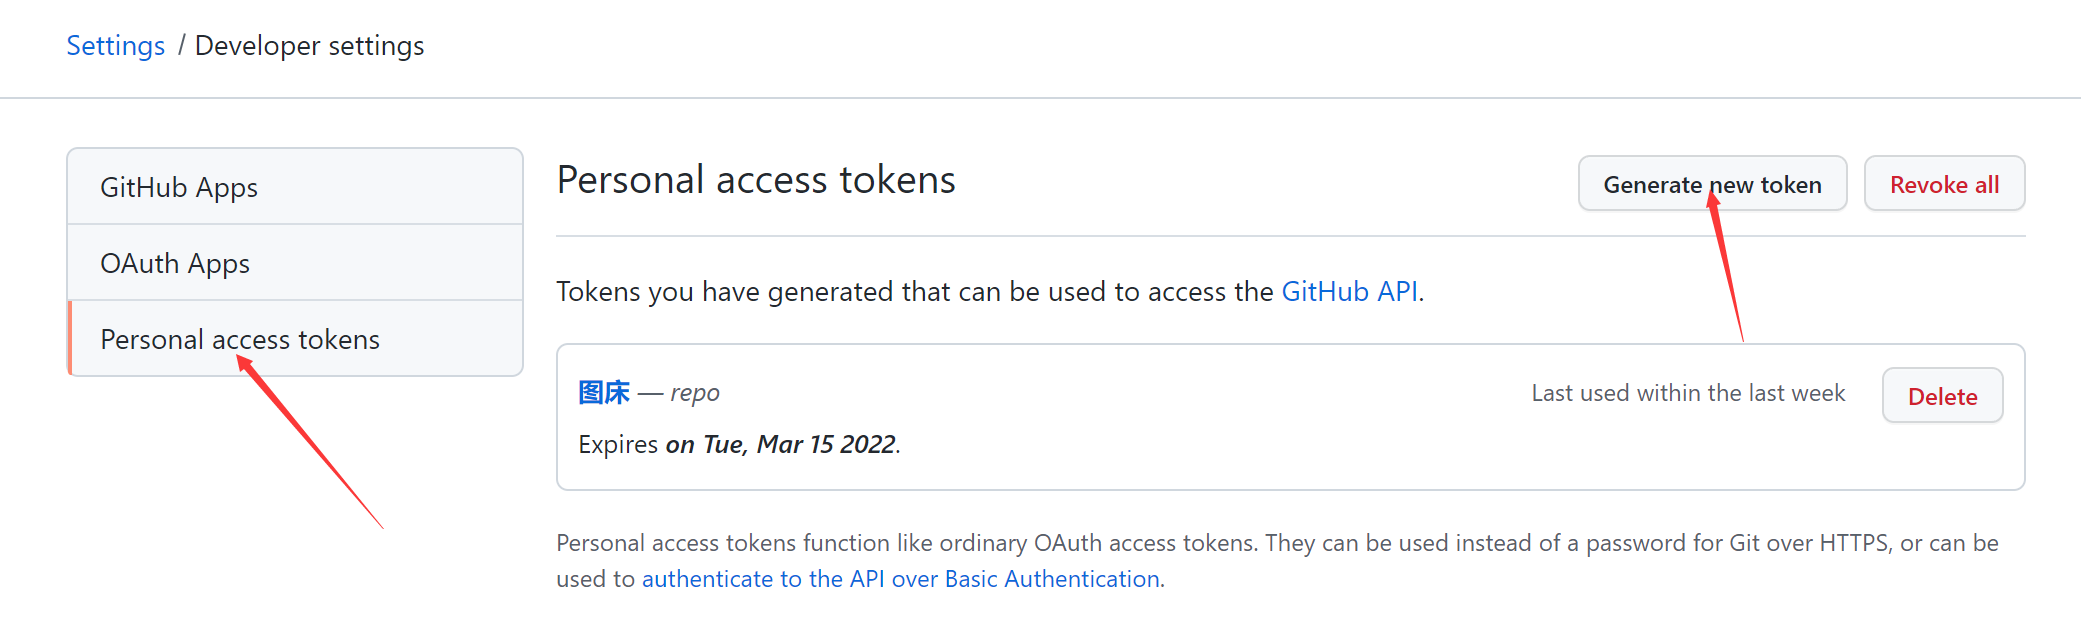 Settings / Developer settings
GitHub Apps
OAuth Apps
Personal access tokens
Personal access tokens
Generate new token
Revoke all
Tokens you have generated that can be used to access the GitHub API.
图床 — repo
Last used within the last week
Delete
Expires on Tue, Mar 15 2022.
Personal access tokens function like ordinary OAuth access tokens. They can be used instead of a password for Git over HTTPS, or can be
used to authenticate to the API over Basic Authentication.